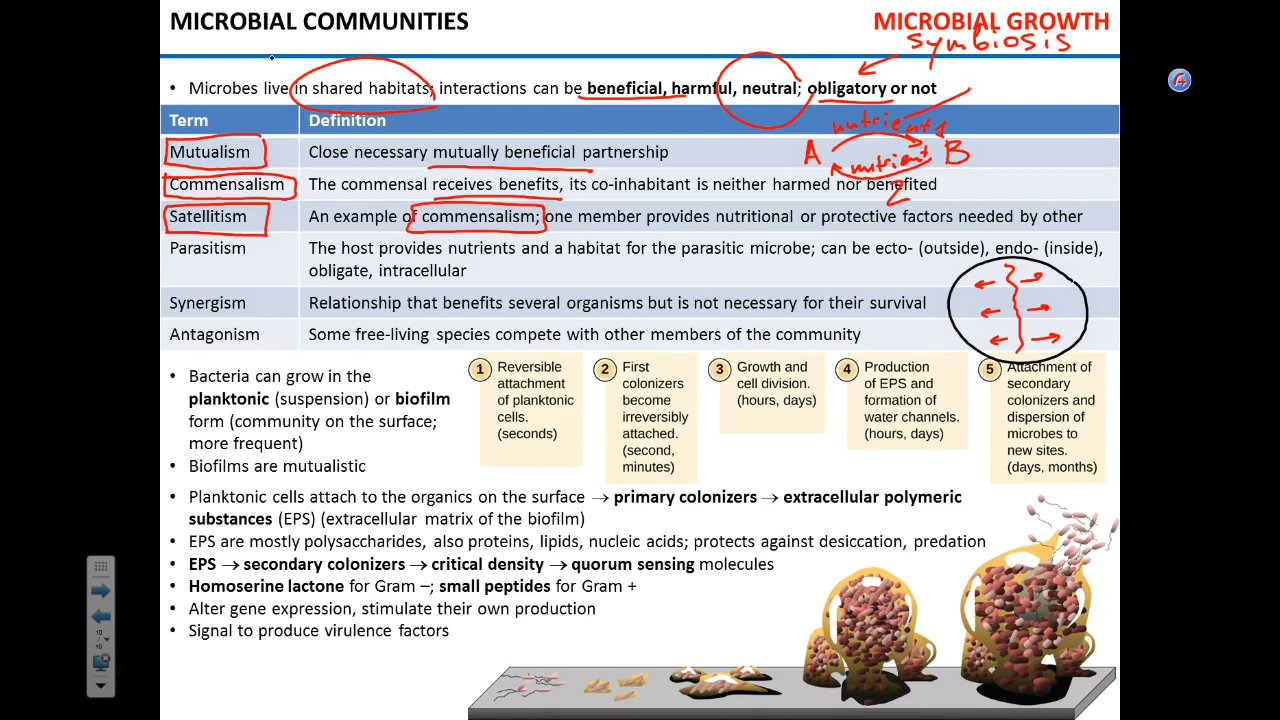 MICROBIAL COMMUNITIES
MICROBIAL GROWTH
symbiosis
• Microbes live in shared habitats; interactions can be beneficial, harmful, neutral; obligatory or not
Term Definition
nutrient 1
Mutualism Close necessary mutually beneficial partnership
A nutrient B
2
Commensalism The commensal receives benefits, its co-inhabitant is neither harmed nor benefited
Satellitism An example of commensalism; one member provides nutritional or protective factors needed by other
Parasitism The host provides nutrients and a habitat for the parasitic microbe; can be ecto- (outside), endo- (inside),
obligate, intracellular
Synergism Relationship that benefits several organisms but is not necessary for their survival
Antagonism Some free-living species compete with other members of the community
• Bacteria can grow in the
planktonic (suspension) or biofilm
form (community on the surface;
more frequent)
• Biofilms are mutualistic
1 Reversible
attachment
of planktonic
cells.
(seconds)
2 First
colonizers
become
irreversibly
attached.
(second,
minutes)
3 Growth and
cell division.
(hours, days)
4 Production
of EPS and
formation of
water channels.
(hours, days)
5 Attachment of
secondary
colonizers and
dispersion of
microbes to
new sites.
(days, months)
• Planktonic cells attach to the organics on the surface → primary colonizers → extracellular polymeric
substances (EPS) (extracellular matrix of the biofilm)
• EPS are mostly polysaccharides, also proteins, lipids, nucleic acids; protects against desiccation, predation
• EPS → secondary colonizers → critical density → quorum sensing molecules
• Homoserine lactone for Gram –; small peptides for Gram +
• Alter gene expression, stimulate their own production
• Signal to produce virulence factors